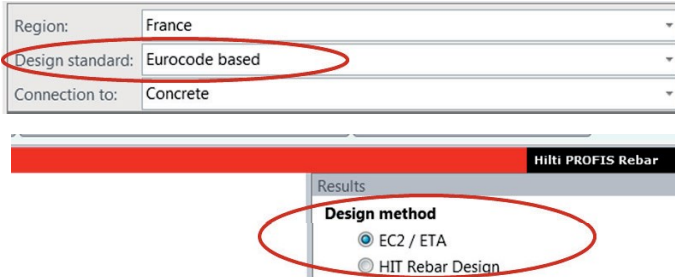 Region: France
Design standard: Eurocode based
Connection to: Concrete
Hilti PROFIS Rebar
Results
Design method
EC2 / ETA
HIT Rebar Design